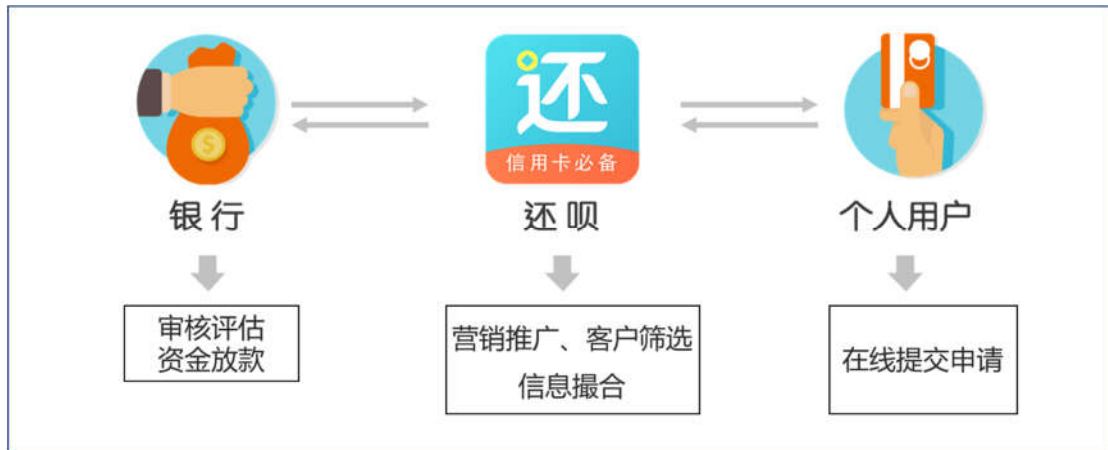 还
信用卡必备
银行
还呗
个人用户
审核评估
资金放款
营销推广、客户筛选
信息撮合
在线提交申请